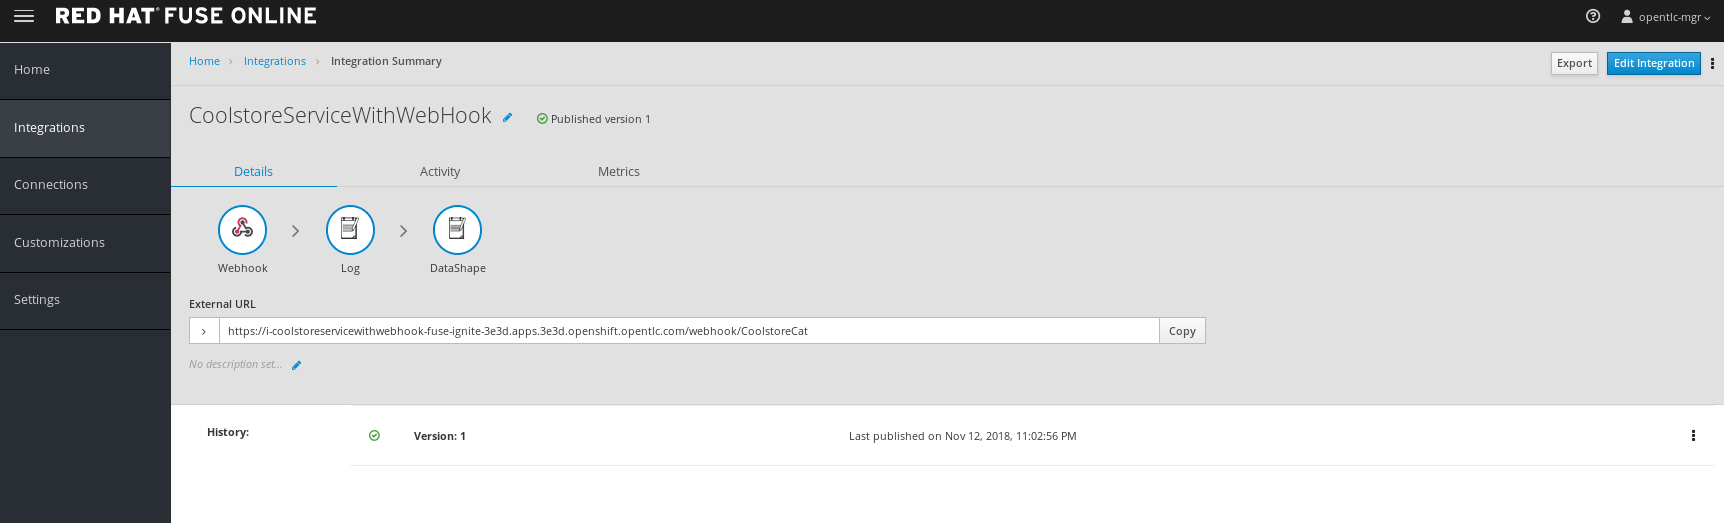 RED HAT® FUSE ONLINE
opentlc-mgr
Home
Integrations
Connections
Customizations
Settings
Home > Integrations > Integration Summary
Export
Edit Integration
CoolstoreServiceWithWebHook
Published version 1
Details
Activity
Metrics
Webhook
Log
DataShape
External URL
https://i-coolstoreservicewithwebhook-fuse-ignite-3e3d.apps.3e3d.openshift.opentlc.com/webhook/CoolstoreCat
Copy
No description set...
History:
Version: 1
Last published on Nov 12, 2018, 11:02:56 PM